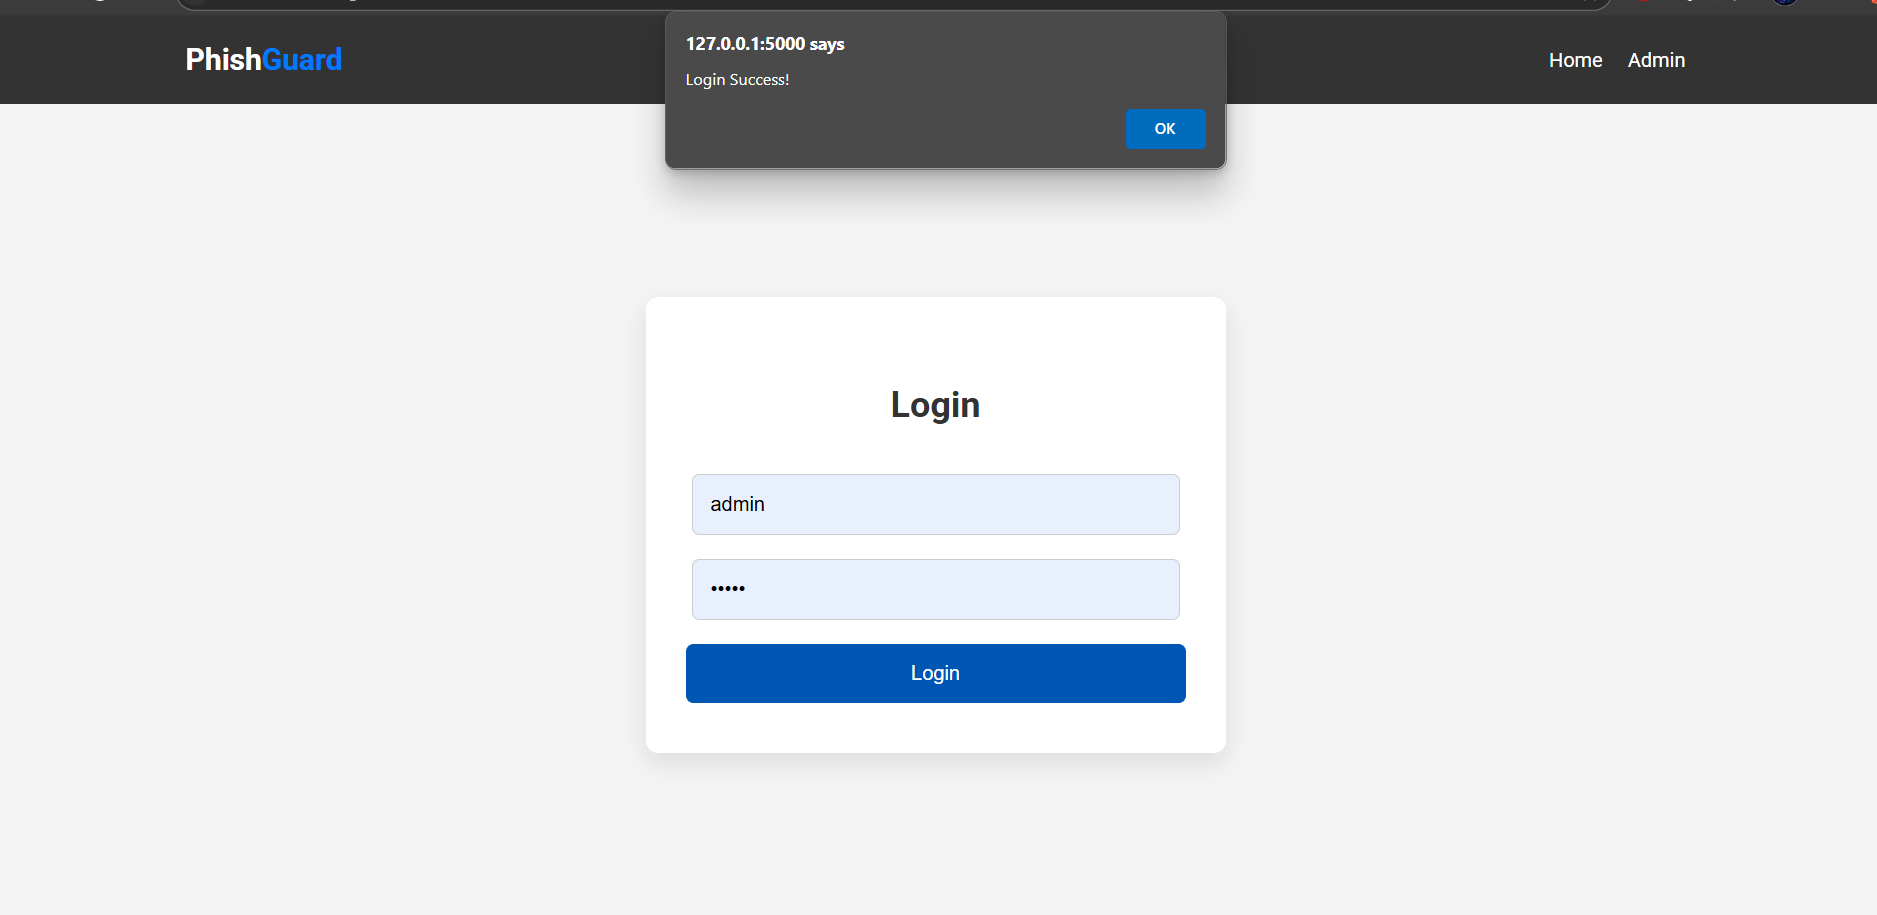 PhishGuard
127.0.0.1:5000 says
Login Success!
OK
Home Admin
Login
admin
•••••
Login